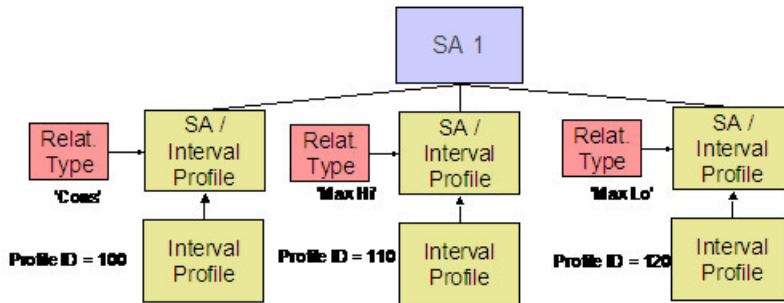 SA 1
Relat.
Type
'Cons'
SA /
Interval
Profile
Relat.
Type
'Max Hi'
SA /
Interval
Profile
Relat.
Type
'Max Lo'
SA /
Interval
Profile
Profile ID = 100
Interval
Profile
Profile ID = 110
Interval
Profile
Profile ID = 120
Interval
Profile